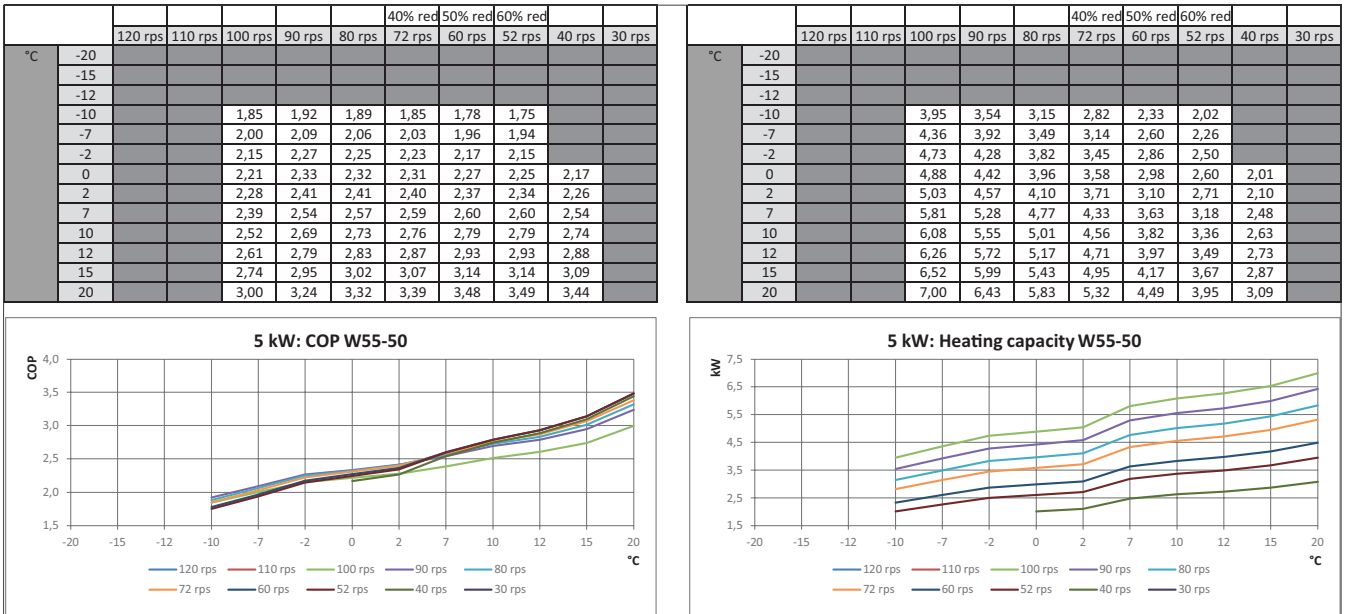 40% red 50% red 60% red
120 rps 110 rps 100 rps 90 rps 80 rps 72 rps 60 rps 52 rps 40 rps 30 rps
°C -20
-15
-12
-10 1,85 1,92 1,89 1,85 1,78 1,75
-7 2,00 2,09 2,06 2,03 1,96 1,94
-2 2,15 2,27 2,25 2,23 2,17 2,15
0 2,21 2,33 2,32 2,31 2,27 2,25 2,17
2 2,28 2,41 2,41 2,40 2,37 2,34 2,26
7 2,39 2,54 2,57 2,59 2,60 2,60 2,54
10 2,52 2,69 2,73 2,76 2,79 2,79 2,74
12 2,61 2,79 2,83 2,87 2,93 2,93 2,88
15 2,74 2,95 3,02 3,07 3,14 3,14 3,09
20 3,00 3,24 3,32 3,39 3,48 3,49 3,44
40% red 50% red 60% red
120 rps 110 rps 100 rps 90 rps 80 rps 72 rps 60 rps 52 rps 40 rps 30 rps
°C -20
-15
-12
-10 3,95 3,54 3,15 2,82 2,33 2,02
-7 4,36 3,92 3,49 3,14 2,60 2,26
-2 4,73 4,28 3,82 3,45 2,86 2,50
0 4,88 4,42 3,96 3,58 2,98 2,60 2,01
2 5,03 4,57 4,10 3,71 3,10 2,71 2,10
7 5,81 5,28 4,77 4,33 3,63 3,18 2,48
10 6,08 5,55 5,01 4,56 3,82 3,36 2,63
12 6,26 5,72 5,17 4,71 3,97 3,49 2,73
15 6,52 5,99 5,43 4,95 4,17 3,67 2,87
20 7,00 6,43 5,83 5,32 4,49 3,95 3,09
5 kW: COP W55-50
COP
4,0
3,5
3,0
2,5
2,0
1,5
-20 -15 -12 -10 -7 -2 0 2 7 10 12 15 20
°C
120 rps 110 rps 100 rps 90 rps 80 rps
72 rps 60 rps 52 rps 40 rps 30 rps
5 kW: Heating capacity W55-50
kW
7,5
6,5
5,5
4,5
3,5
2,5
1,5
-20 -15 -12 -10 -7 -2 0 2 7 10 12 15 20
°C
120 rps 110 rps 100 rps 90 rps 80 rps
72 rps 60 rps 52 rps 40 rps 30 rps